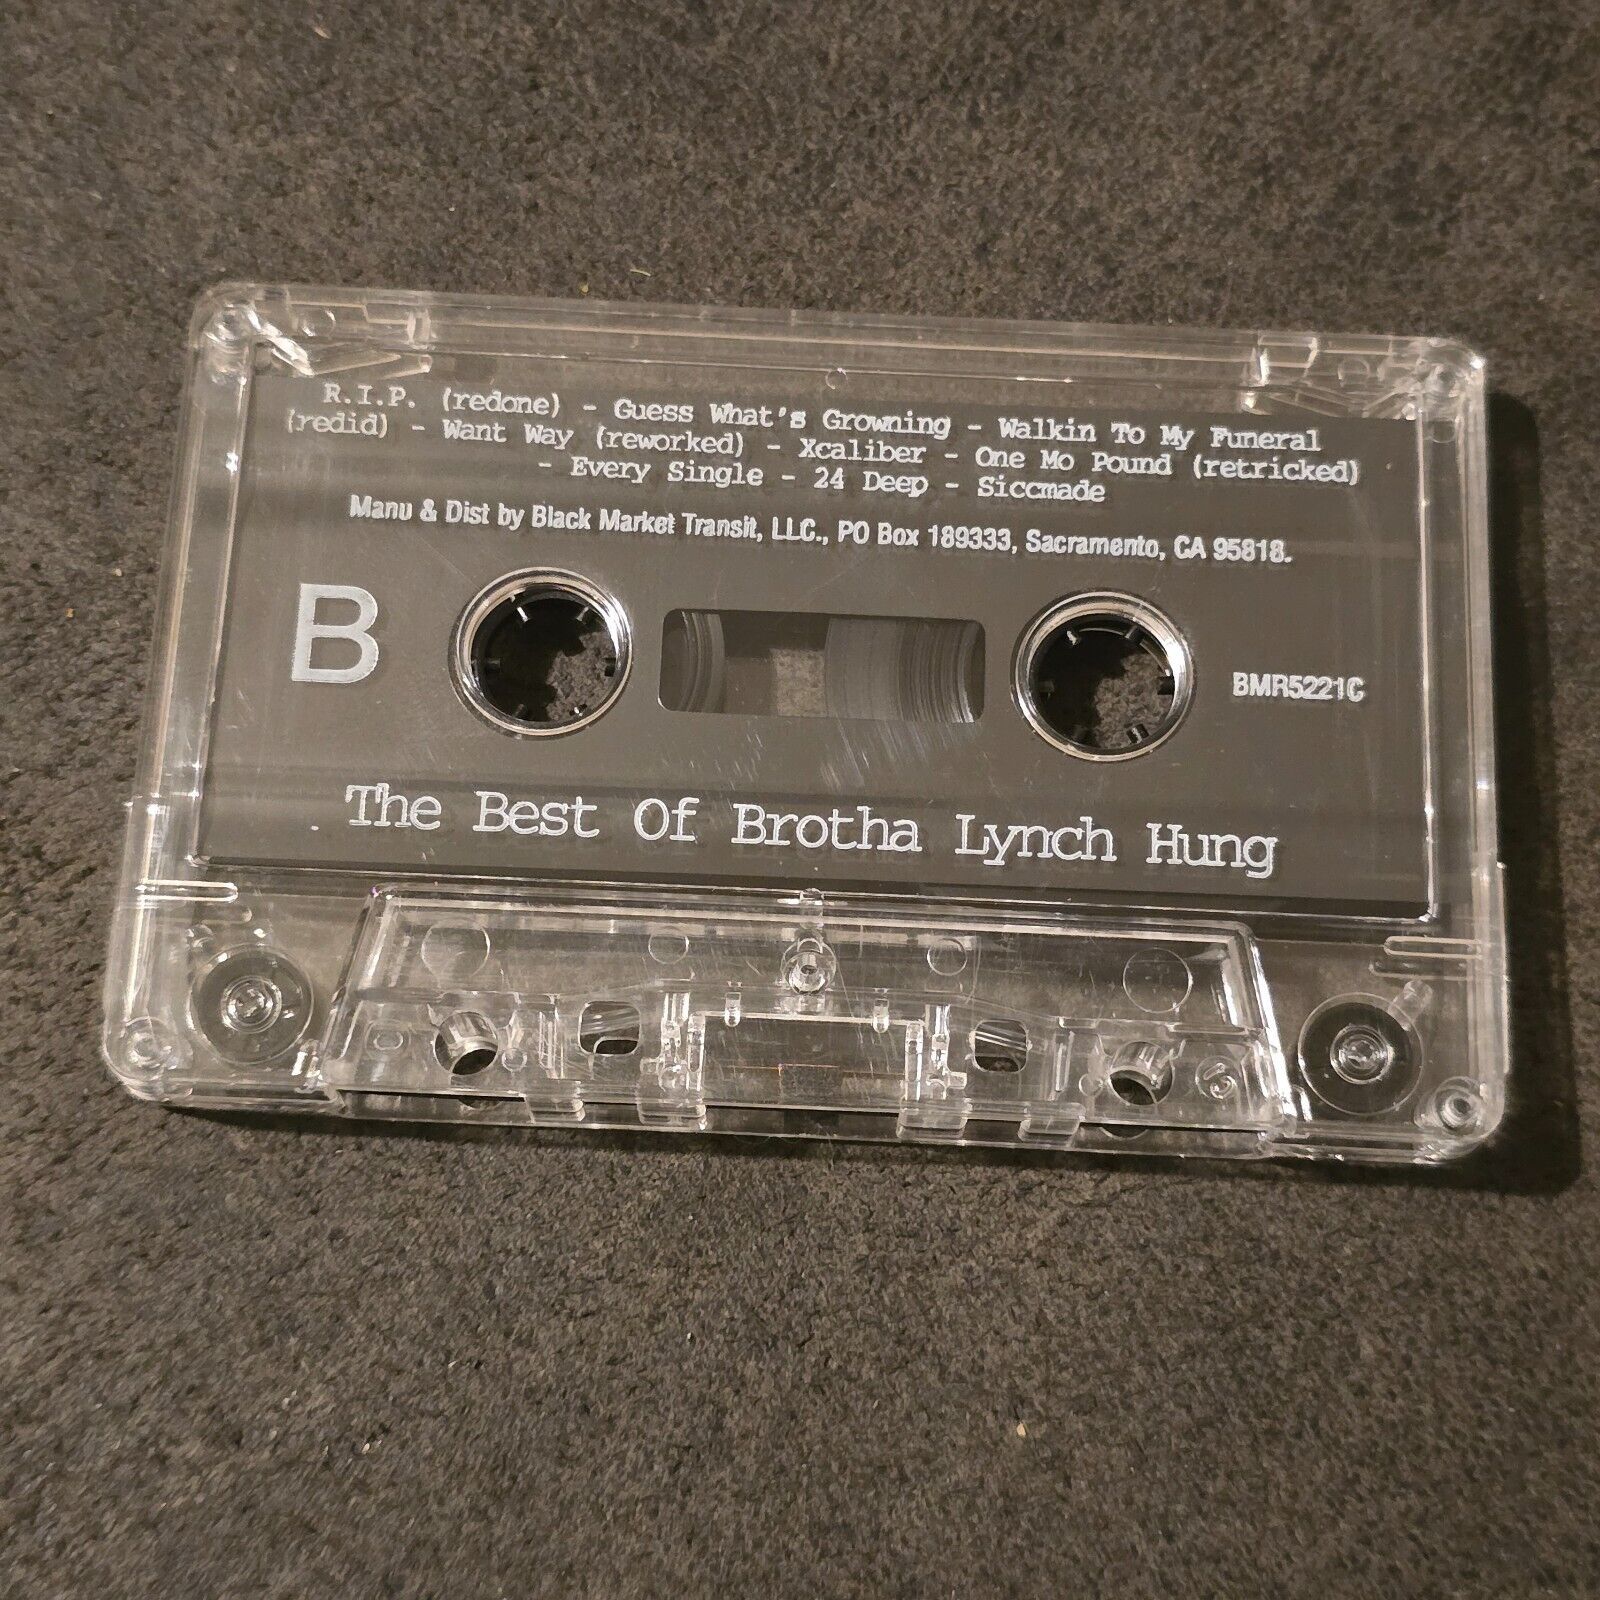 R.I.P. (redone) - Guess What's Growning - Walkin To My Funeral
(redid) - Want Way (reworked) - Xcaliber - One Mo Pound (retricked)
- Every Single - 24 Deep - Siccmade
Manu & Dist by Black Market Transit, LLC., PO Box 189333, Sacramento, CA 95818.
B
BMR5221C
The Best Of Brotha Lynch Hung